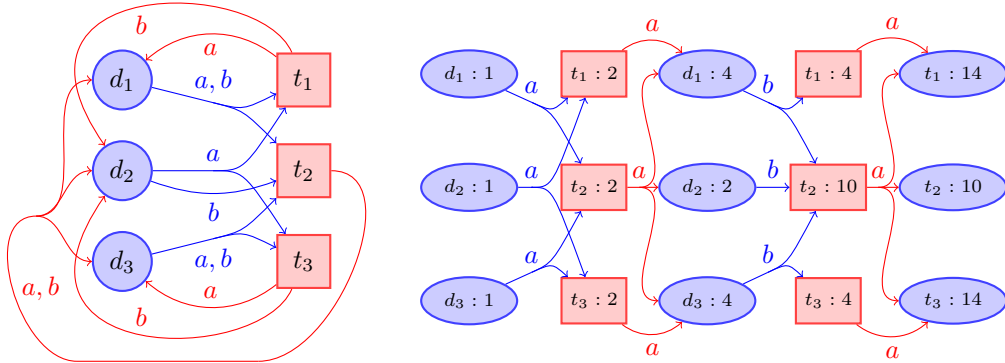 b
a
d₁
a, b
t₁
d₂
a
t₂
b
d₃
a, b
t₃
a, b
a
b
d₁ : 1
a
t₁ : 2
a
d₁ : 4
b
t₁ : 4
a
t₁ : 14
d₂ : 1
a
t₂ : 2
a
d₂ : 2
b
t₂ : 10
a
t₂ : 10
d₃ : 1
a
t₃ : 2
a
d₃ : 4
b
t₃ : 4
a
t₃ : 14